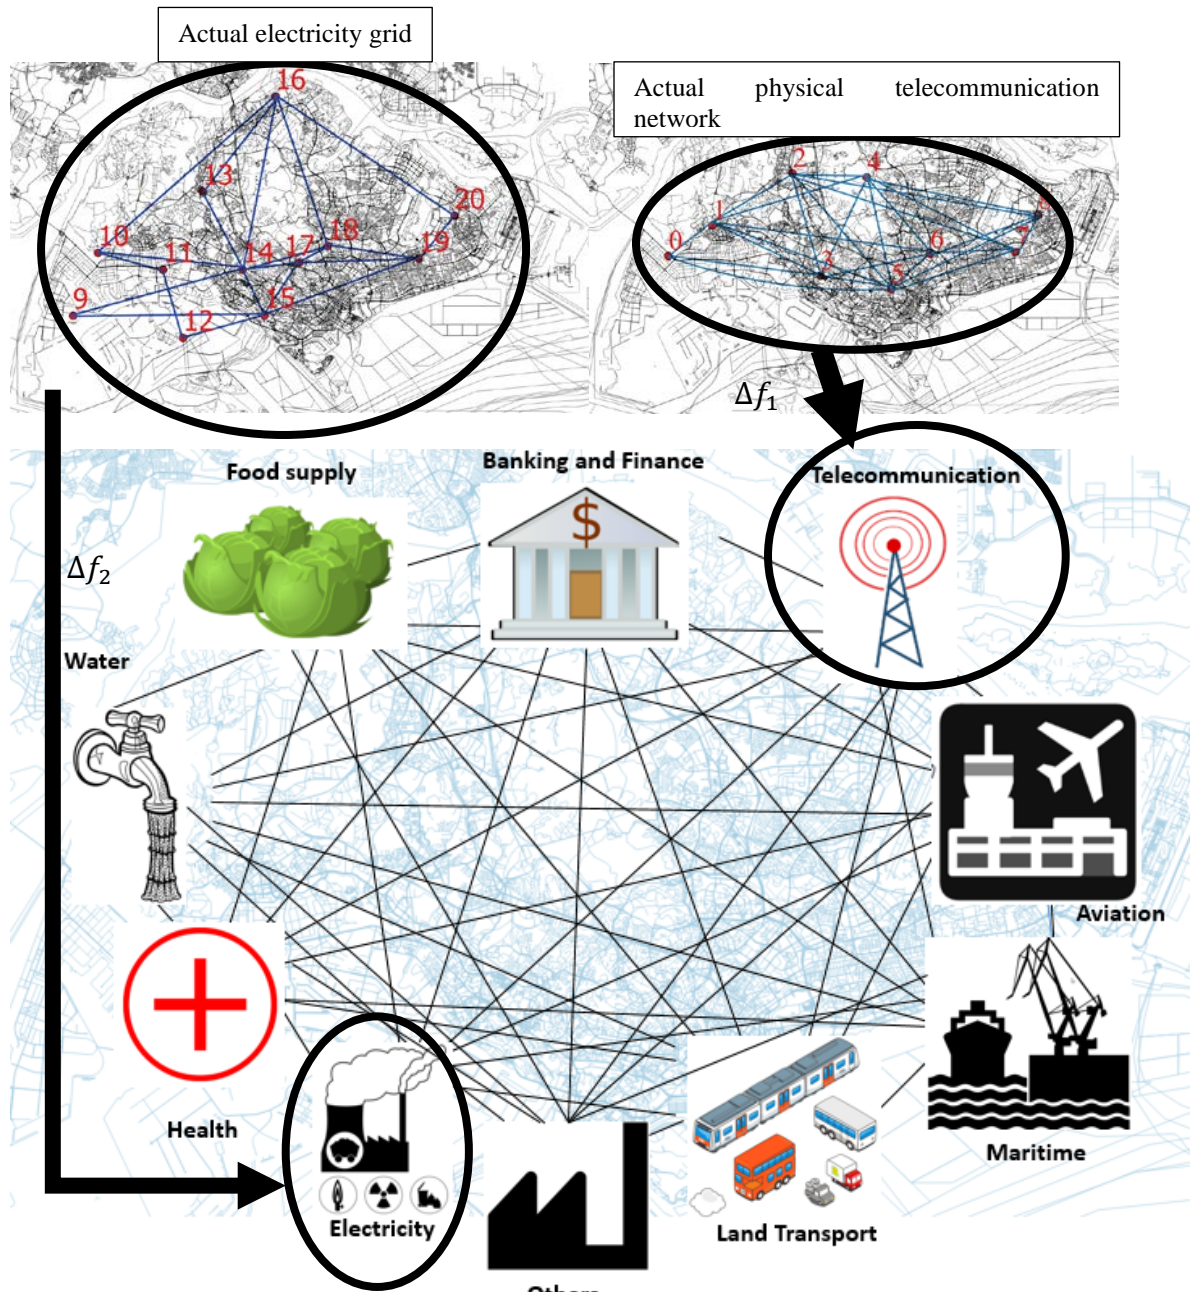 Actual electricity grid
Actual physical telecommunication
network
16
13
20
10
11
14
17
18
19
9
15
12
2
4
1
8
0
3
6
7
5
Δf₁
Δf₂
Food supply
Banking and Finance
Telecommunication
$
Water
Aviation
Health
Maritime
Electricity
Land Transport
Others